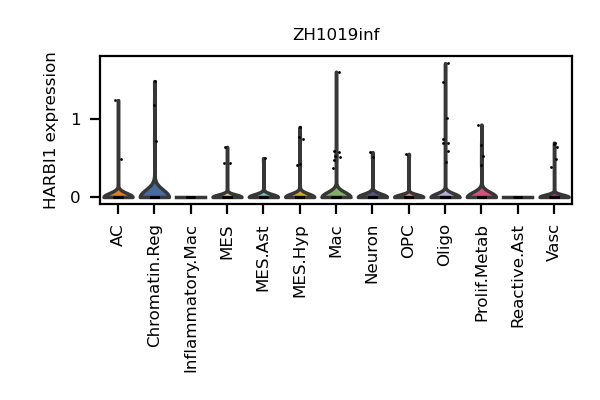 ZH1019inf
HARBI1 expression
1
0
AC
Chromatin.Reg
Inflammatory.Mac
MES
MES.Ast
MES.Hyp
Mac
Neuron
OPC
Oligo
Prolif.Metab
Reactive.Ast
Vasc